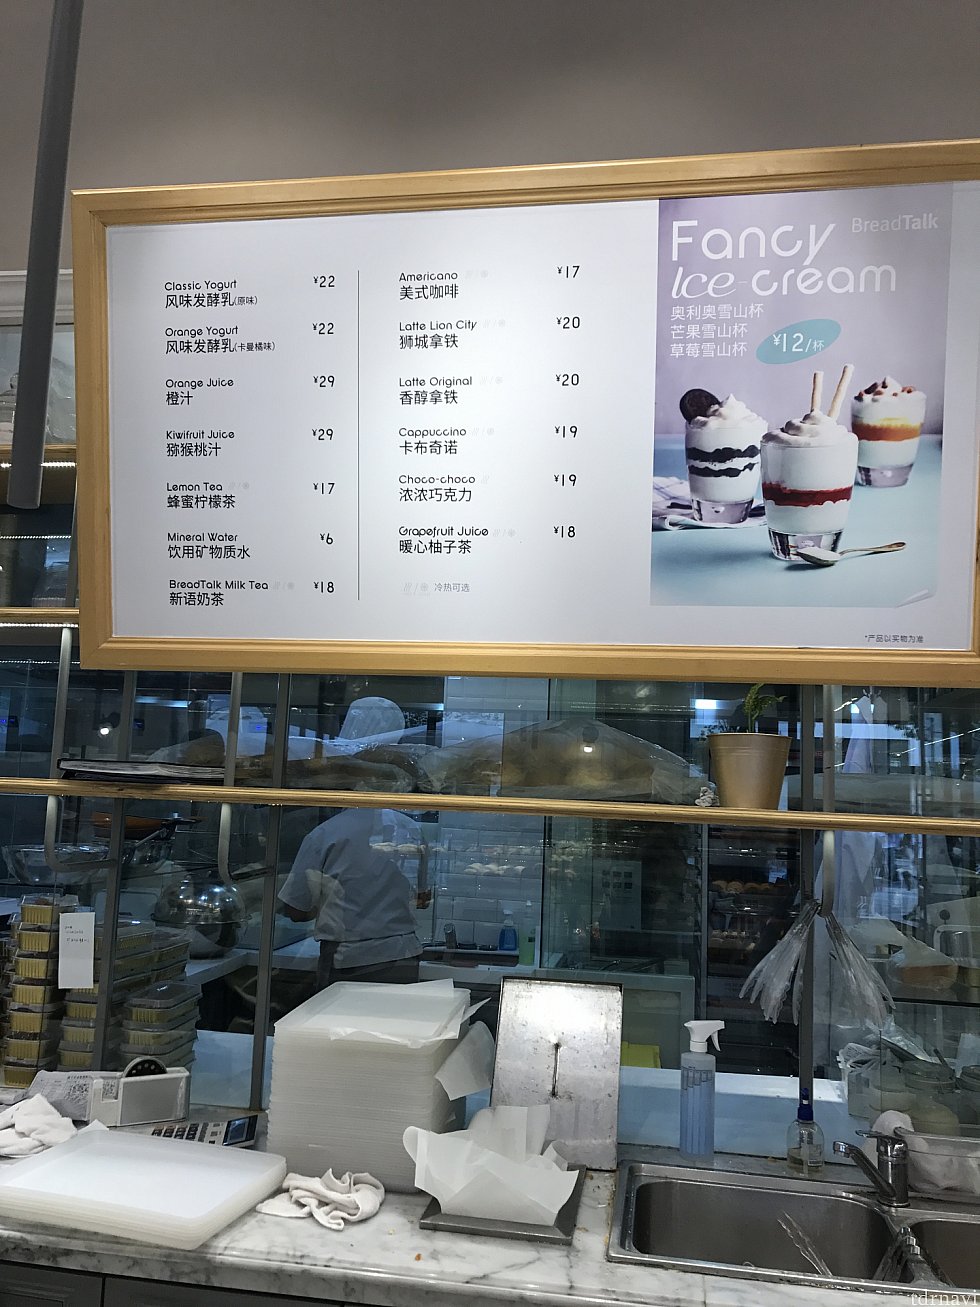 Classic Yogurt ¥22
风味发酵乳(原味)
Orange Yogurt ¥22
风味发酵乳(卡曼橘味)
Orange Juice ¥29
橙汁
Kiwifruit Juice ¥29
猕猴桃汁
Lemon Tea ¥17
蜂蜜柠檬茶
Mineral Water ¥6
饮用矿物质水
BreadTalk Milk Tea ¥18
新语奶茶
Americano ¥17
美式咖啡
Latte Lion City ¥20
狮城拿铁
Latte Original ¥20
香醇拿铁
Cappuccino ¥19
卡布奇诺
Choco-choco ¥19
浓浓巧克力
Grapefruit Juice ¥18
暖心柚子茶
冷热可选
Fancy BreadTalk
Ice-cream
奥利奥雪山杯
芒果雪山杯
草莓雪山杯
¥12/杯
*产品以实物为准
tdrnavi